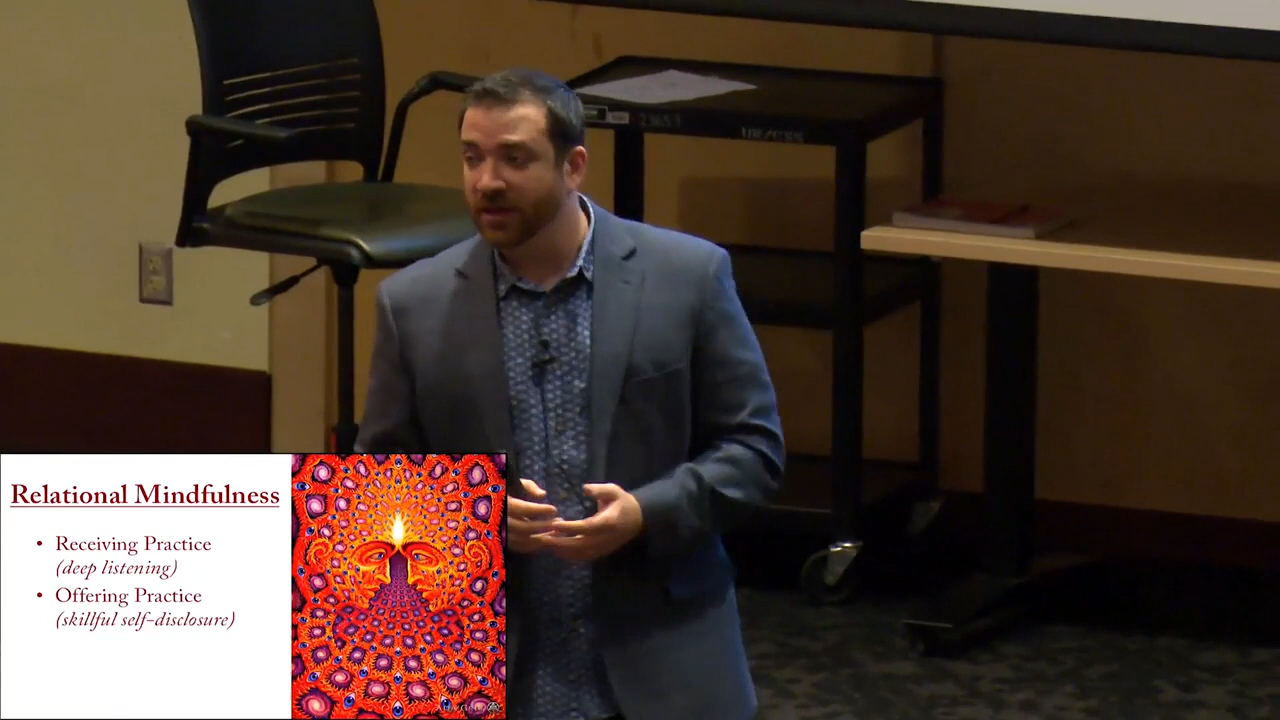 Relational Mindfulness
• Receiving Practice
(deep listening)
• Offering Practice
(skillful self-disclosure)